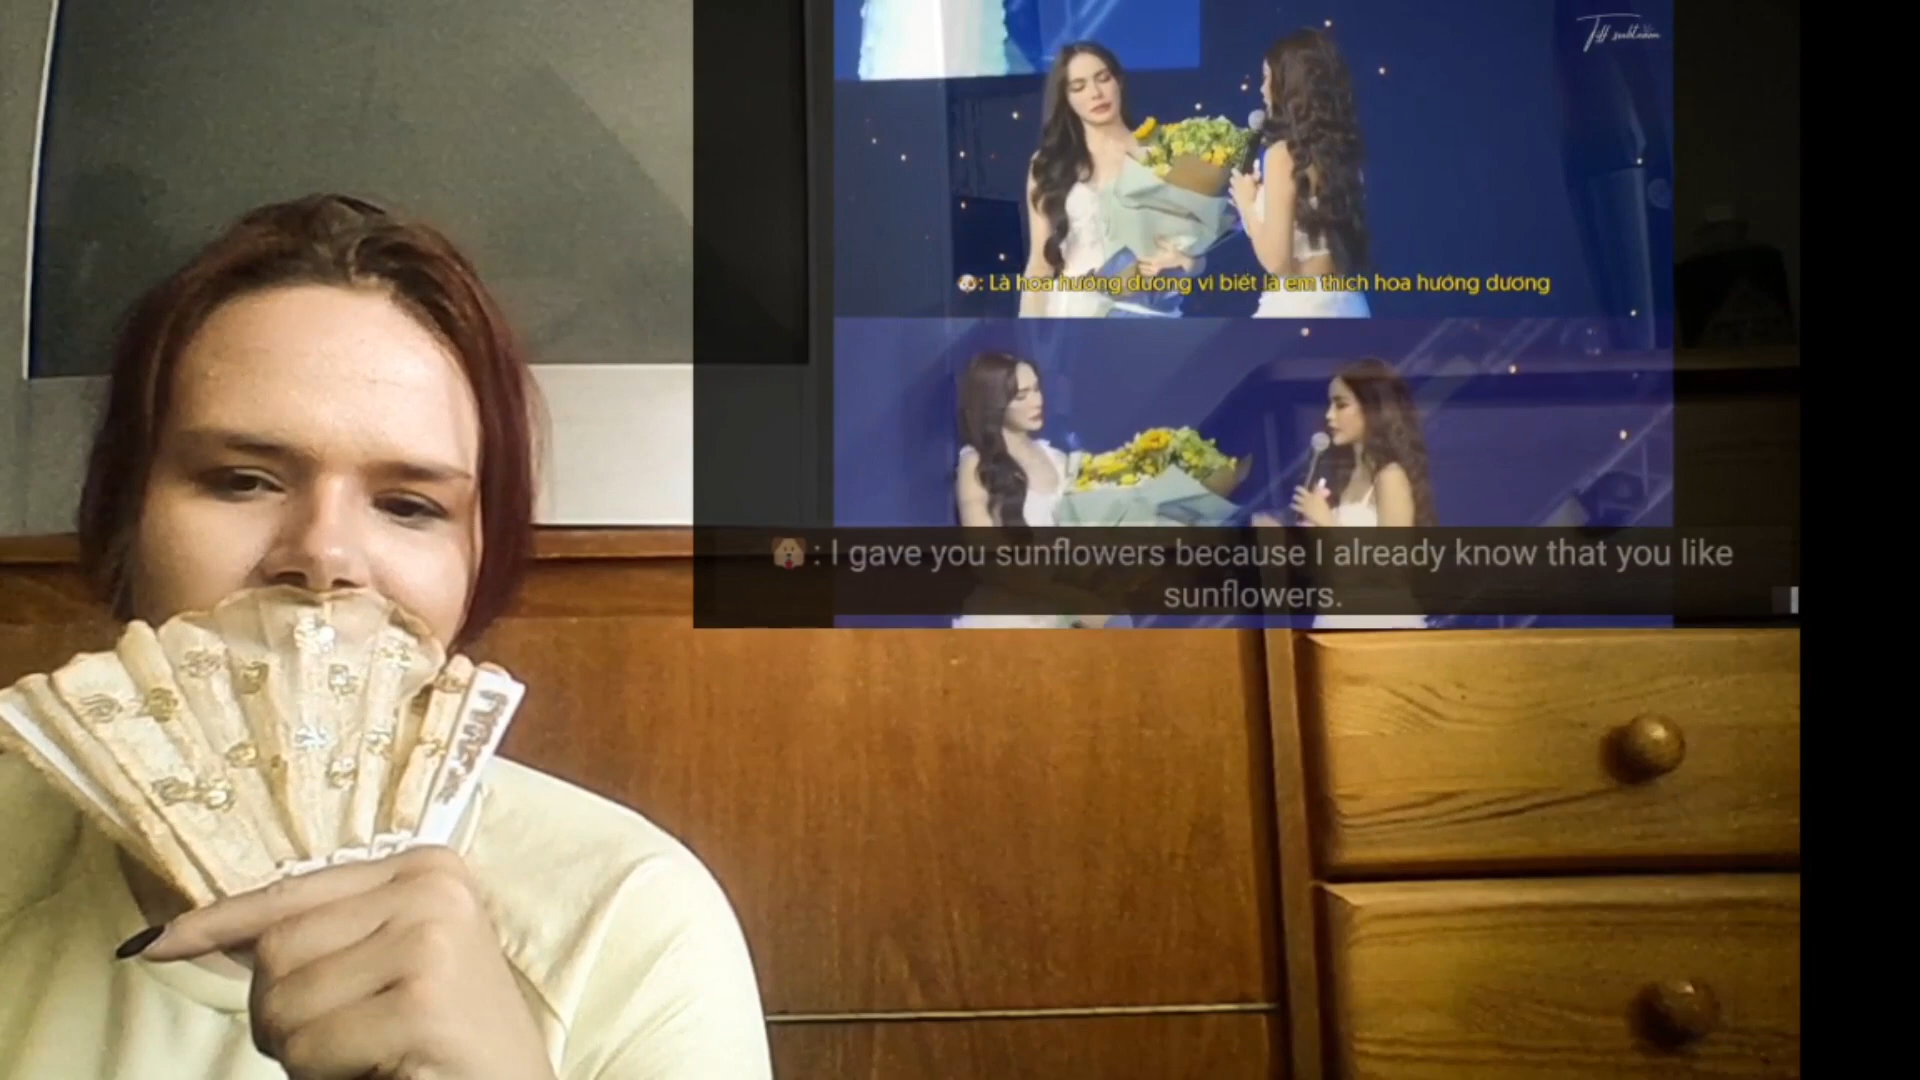 : Là hoa hướng dương vì biết là em thích hoa hướng dương
: I gave you sunflowers because I already know that you like
sunflowers.